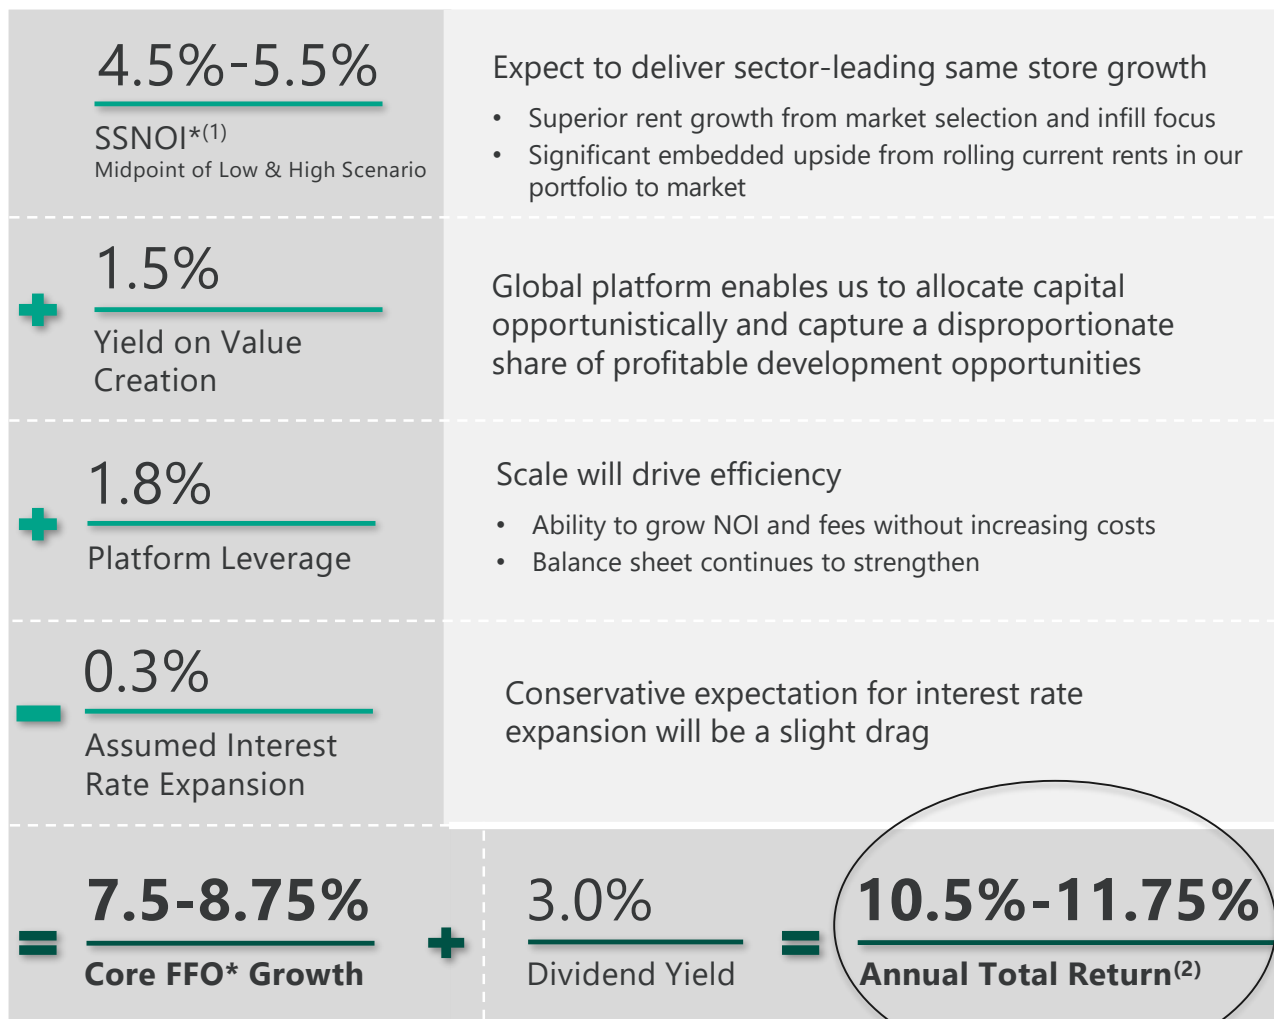 4.5%-5.5%
SSNOI*(1)
Midpoint of Low & High Scenario
Expect to deliver sector-leading same store growth
• Superior rent growth from market selection and infill focus
• Significant embedded upside from rolling current rents in our
portfolio to market
+
1.5%
Yield on Value
Creation
Global platform enables us to allocate capital
opportunistically and capture a disproportionate
share of profitable development opportunities
+
1.8%
Platform Leverage
Scale will drive efficiency
• Ability to grow NOI and fees without increasing costs
• Balance sheet continues to strengthen
-
0.3%
Assumed Interest
Rate Expansion
Conservative expectation for interest rate
expansion will be a slight drag
=
7.5-8.75%
Core FFO* Growth
+
3.0%
Dividend Yield
=
10.5%-11.75%
Annual Total Return(2)